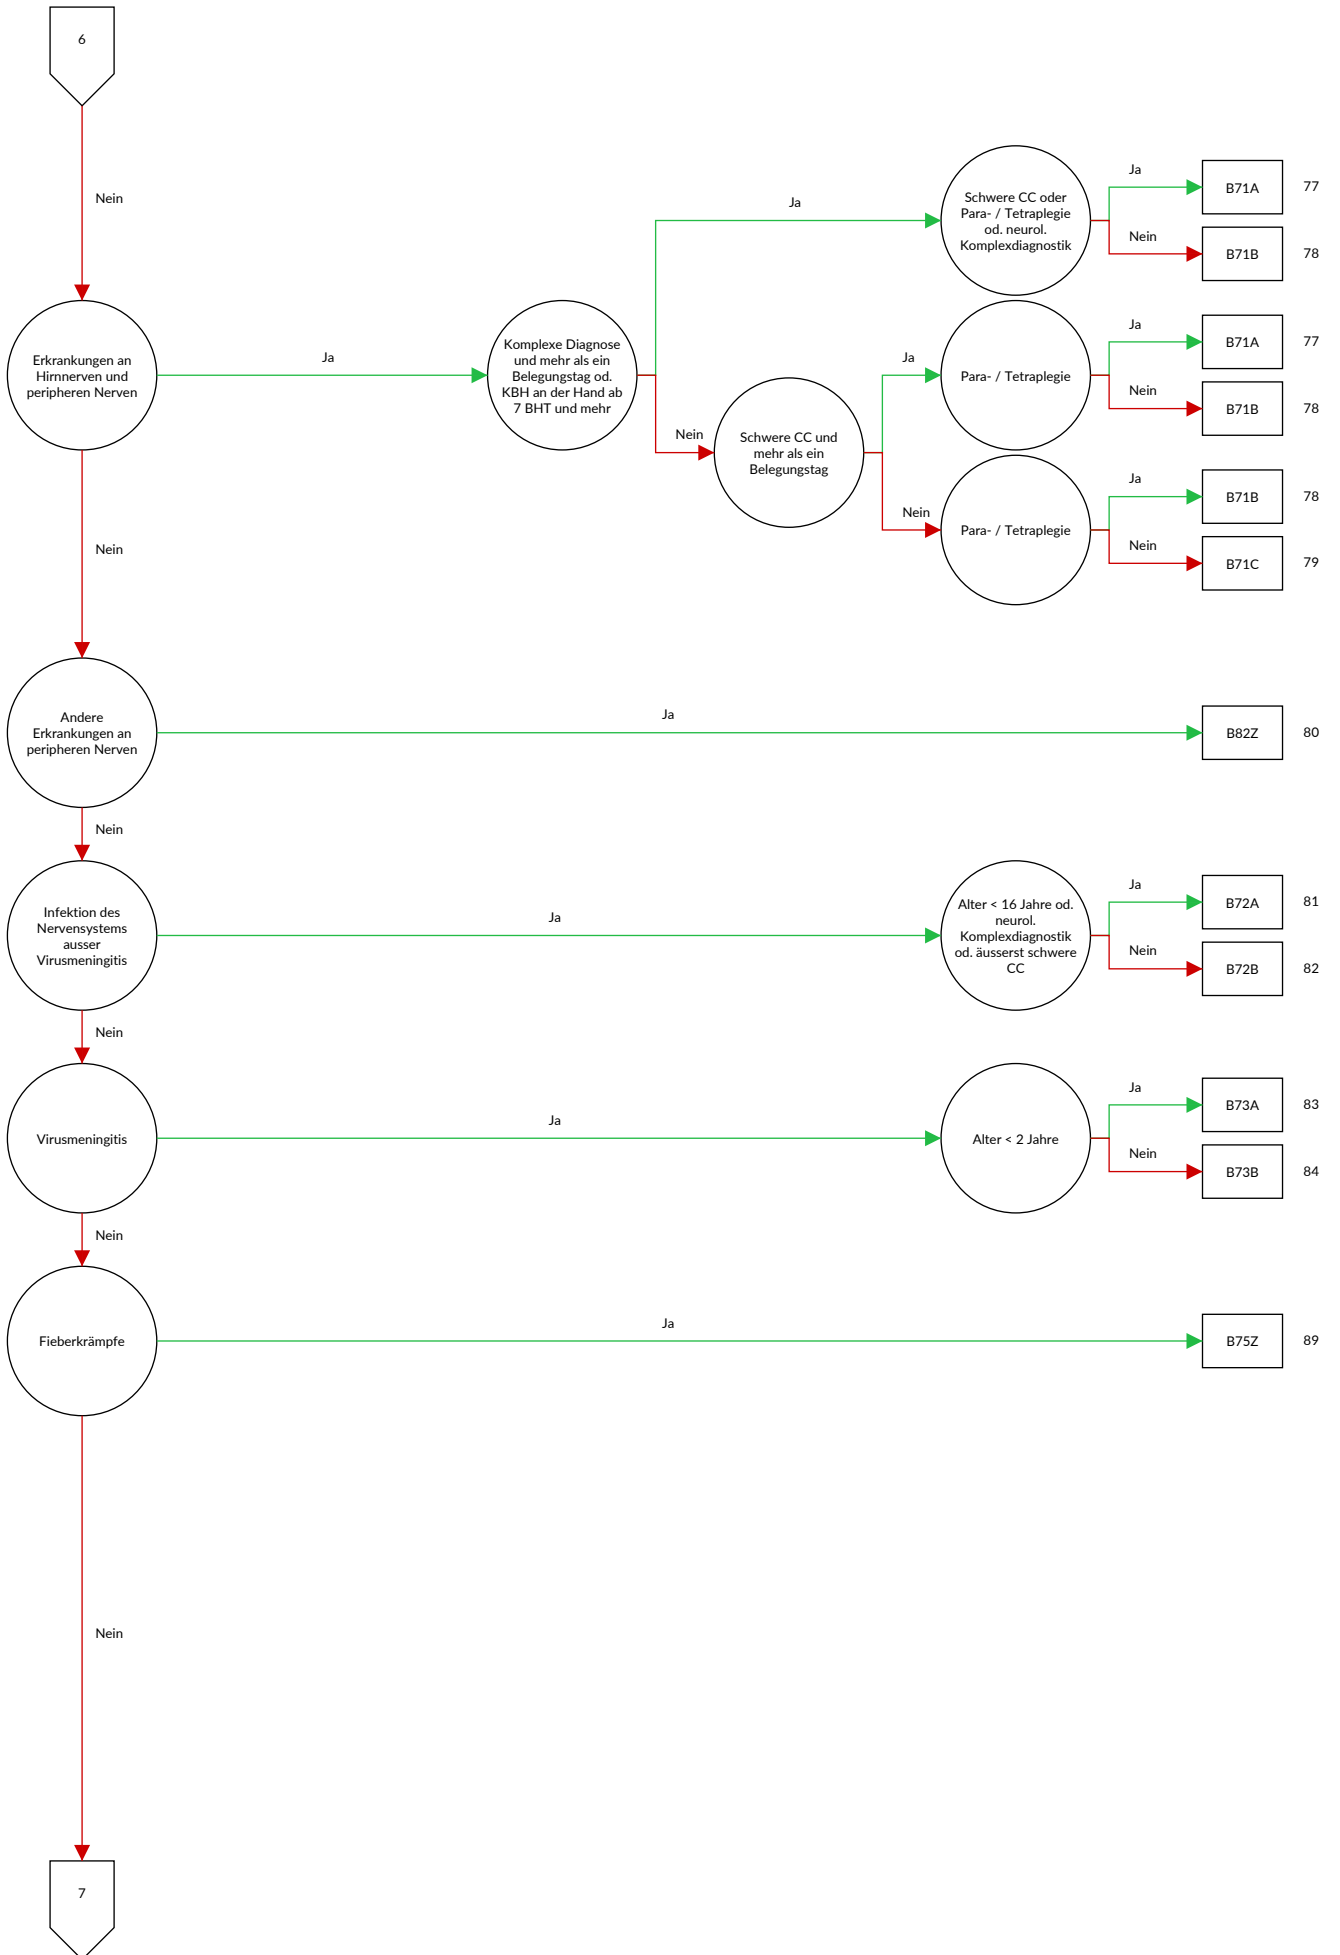 6
Nein
Ja
Schwere CC oder
Para- / Tetraplegie
od. neurol.
Komplexdiagnostik
Ja
B71A
77
Nein
B71B
78
Erkrankungen an
Hirnnerven und
peripheren Nerven
Ja
Komplexe Diagnose
und mehr als ein
Belegungstag od.
KBH an der Hand ab
7 BHT und mehr
Nein
Schwere CC und
mehr als ein
Belegungstag
Ja
Para- / Tetraplegie
Ja
B71A
77
Nein
B71B
78
Nein
Para- / Tetraplegie
Ja
B71B
78
Nein
B71C
79
Nein
Andere
Erkrankungen an
peripheren Nerven
Ja
B82Z
80
Nein
Infektion des
Nervensystems
ausser
Virusmeningitis
Ja
Alter < 16 Jahre od.
neurol.
Komplexdiagnostik
od. äusserst schwere
CC
Ja
B72A
81
Nein
B72B
82
Nein
Virusmeningitis
Ja
Alter < 2 Jahre
Ja
B73A
83
Nein
B73B
84
Nein
Fieberkrämpfe
Ja
B75Z
89
Nein
7